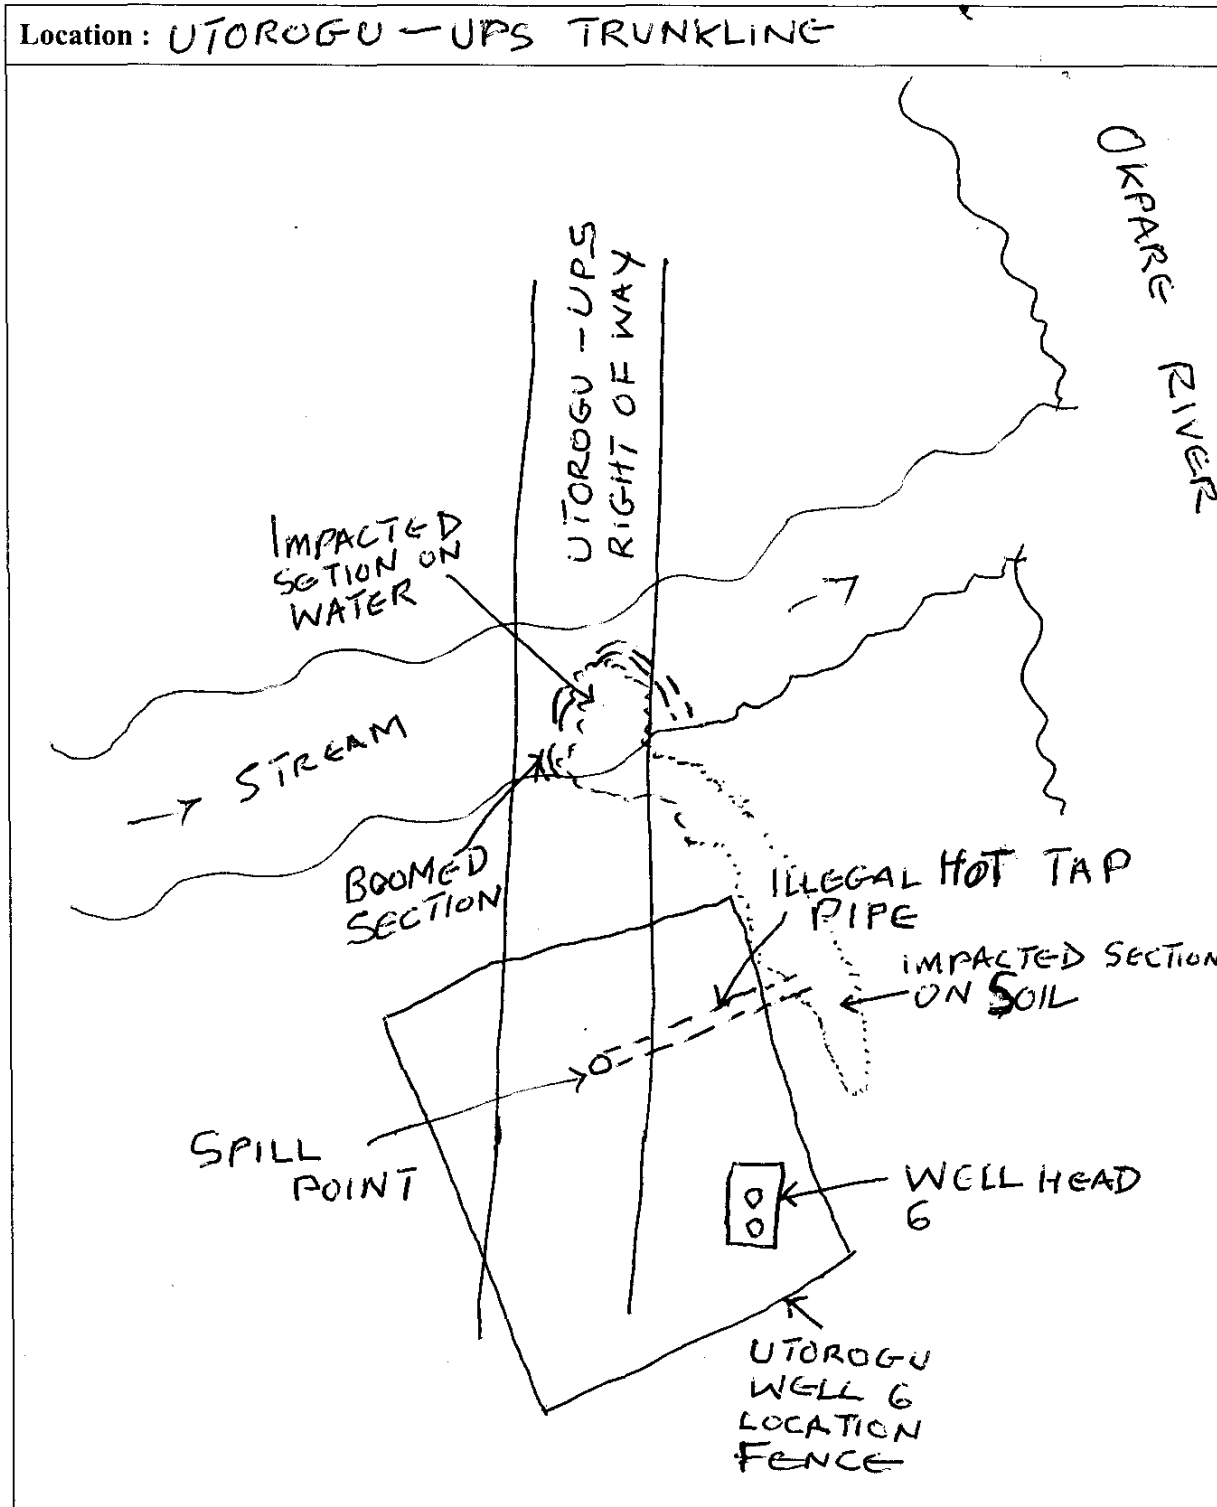 Location : UTOROGU - UPS TRUNKLINE
OKPARE RIVER
UTOROGU - UPS
RIGHT OF WAY
IMPACTED
SETION ON
WATER
STREAM
BOOMED
SECTION
ILLEGAL HOT TAP
PIPE
IMPACTED SECTION
ON SOIL
SPILL
POINT
WELL HEAD
6
UTOROGU
WELL 6
LOCATION
FENCE